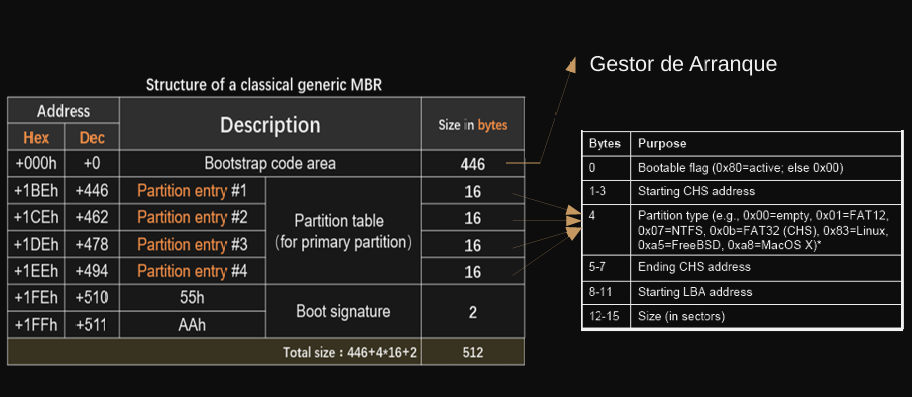 Gestor de Arranque
Structure of a classical generic MBR
Address Description Size in bytes
Hex Dec
+000h +0 Bootstrap code area 446
+1BEh +446 Partition entry #1 Partition table (for primary partition) 16
+1CEh +462 Partition entry #2 16
+1DEh +478 Partition entry #3 16
+1EEh +494 Partition entry #4 16
+1FEh +510 55h Boot signature 2
+1FFh +511 AAh
Total size : 446+4*16+2 512
Bytes Purpose
0 Bootable flag (0x80=active; else 0x00)
1-3 Starting CHS address
4 Partition type (e.g., 0x00=empty, 0x01=FAT12,
0x07=NTFS, 0x0b=FAT32 (CHS), 0x83=Linux,
0xa5=FreeBSD, 0xa8=MacOS X)*
5-7 Ending CHS address
8-11 Starting LBA address
12-15 Size (in sectors)